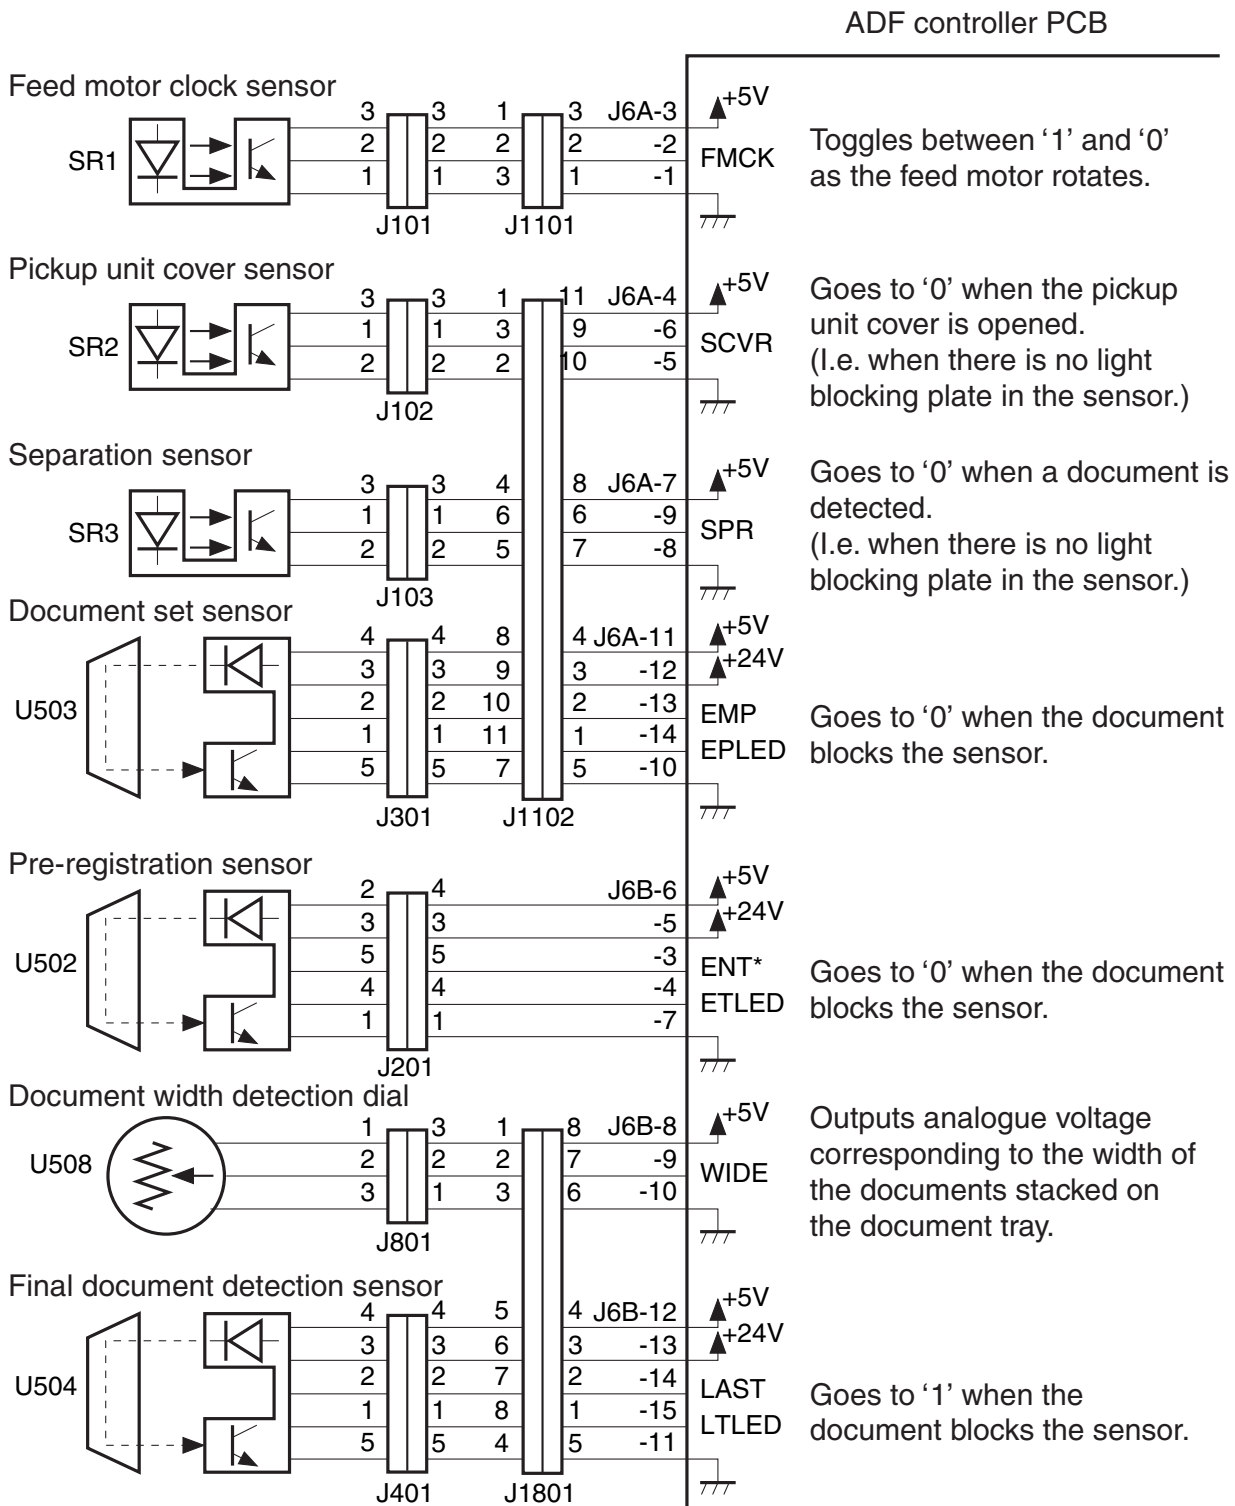 ADF controller PCB
Feed motor clock sensor
3 3 1 3 J6A-3 +5V
2 2 2 2 -2 FMCK
1 1 3 1 -1
SR1
J101 J1101
Toggles between ‘1’ and ‘0’
as the feed motor rotates.
Pickup unit cover sensor
3 3 1 11 J6A-4 +5V
1 1 3 9 -6 SCVR
2 2 2 10 -5
SR2
J102
Goes to ‘0’ when the pickup
unit cover is opened.
(I.e. when there is no light
blocking plate in the sensor.)
Separation sensor
3 3 4 8 J6A-7 +5V
1 1 6 6 -9 SPR
2 2 5 7 -8
SR3
J103
Goes to ‘0’ when a document is
detected.
(I.e. when there is no light
blocking plate in the sensor.)
Document set sensor
4 4 8 4 J6A-11 +5V
3 3 9 3 -12 +24V
2 2 10 2 -13 EMP
1 1 11 1 -14 EPLED
5 5 7 5 -10
U503
J301 J1102
Goes to ‘0’ when the document
blocks the sensor.
Pre-registration sensor
2 4 J6B-6 +5V
3 3 -5 +24V
5 5 -3 ENT*
4 4 -4 ETLED
1 1 -7
U502
J201
Goes to ‘0’ when the document
blocks the sensor.
Document width detection dial
1 3 1 8 J6B-8 +5V
2 2 2 7 -9 WIDE
3 1 3 6 -10
U508
J801
Outputs analogue voltage
corresponding to the width of
the documents stacked on
the document tray.
Final document detection sensor
4 4 5 4 J6B-12 +5V
3 3 6 3 -13 +24V
2 2 7 2 -14 LAST
1 1 8 1 -15 LTLED
5 5 4 5 -11
U504
J401 J1801
Goes to ‘1’ when the
document blocks the sensor.